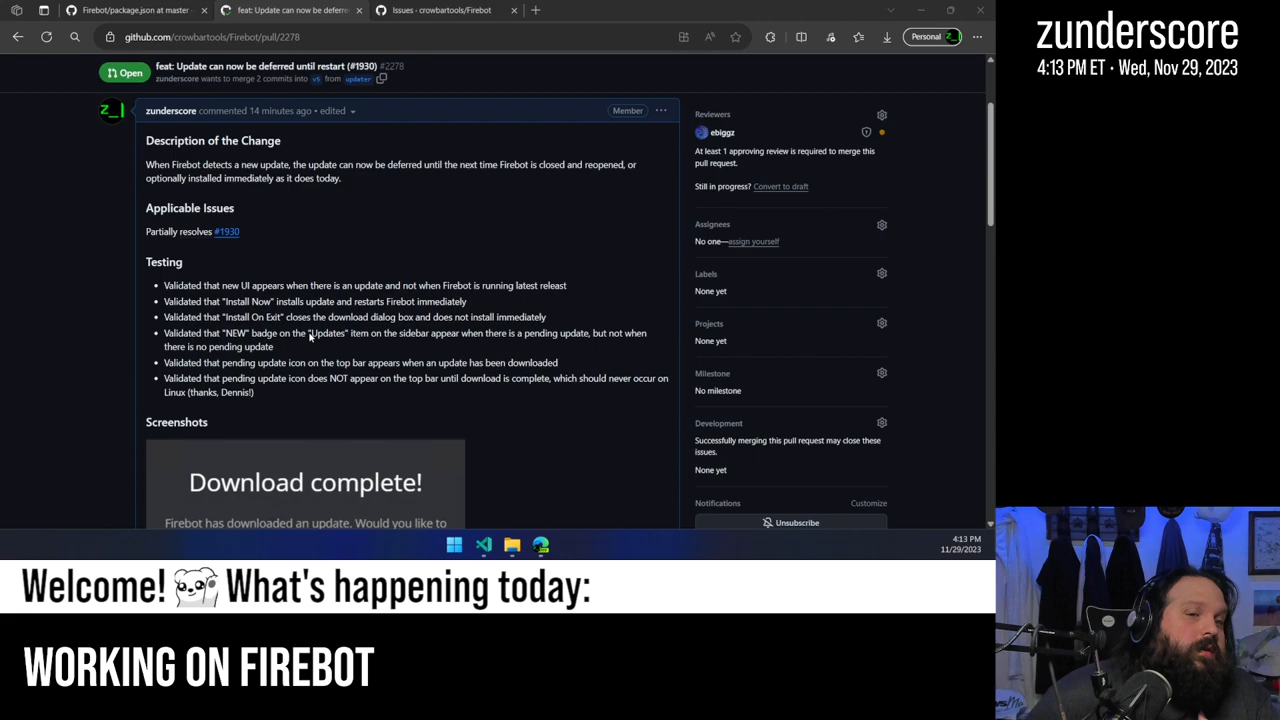 Firebot/package.json at master ·
feat: Update can now be deferre
Issues - crowbartools/Firebot
github.com/crowbartools/Firebot/pull/2278
Personal
Open
feat: Update can now be deferred until restart (#1930) #2278
zunderscore wants to merge 2 commits into v5 from updater
zunderscore commented 14 minutes ago • edited
Member
Description of the Change
When Firebot detects a new update, the update can now be deferred until the next time Firebot is closed and reopened, or
optionally installed immediately as it does today.
Applicable Issues
Partially resolves #1930
Testing
• Validated that new UI appears when there is an update and not when Firebot is running latest releast
• Validated that "Install Now" installs update and restarts Firebot immediately
• Validated that "Install On Exit" closes the download dialog box and does not install immediately
• Validated that "NEW" badge on the "Updates" item on the sidebar appear when there is a pending update, but not when
there is no pending update
• Validated that pending update icon on the top bar appears when an update has been downloaded
• Validated that pending update icon does NOT appear on the top bar until download is complete, which should never occur on
Linux (thanks, Dennis!)
Screenshots
Download complete!
Firebot has downloaded an update. Would you like to
Reviewers
ebiggz
At least 1 approving review is required to merge this
pull request.
Still in progress? Convert to draft
Assignees
No one—assign yourself
Labels
None yet
Projects
None yet
Milestone
No milestone
Development
Successfully merging this pull request may close these
issues.
None yet
Notifications
Customize
Unsubscribe
4:13 PM
11/29/2023
zunderscore
4:13 PM ET • Wed, Nov 29, 2023
Welcome! What's happening today:
WORKING ON FIREBOT